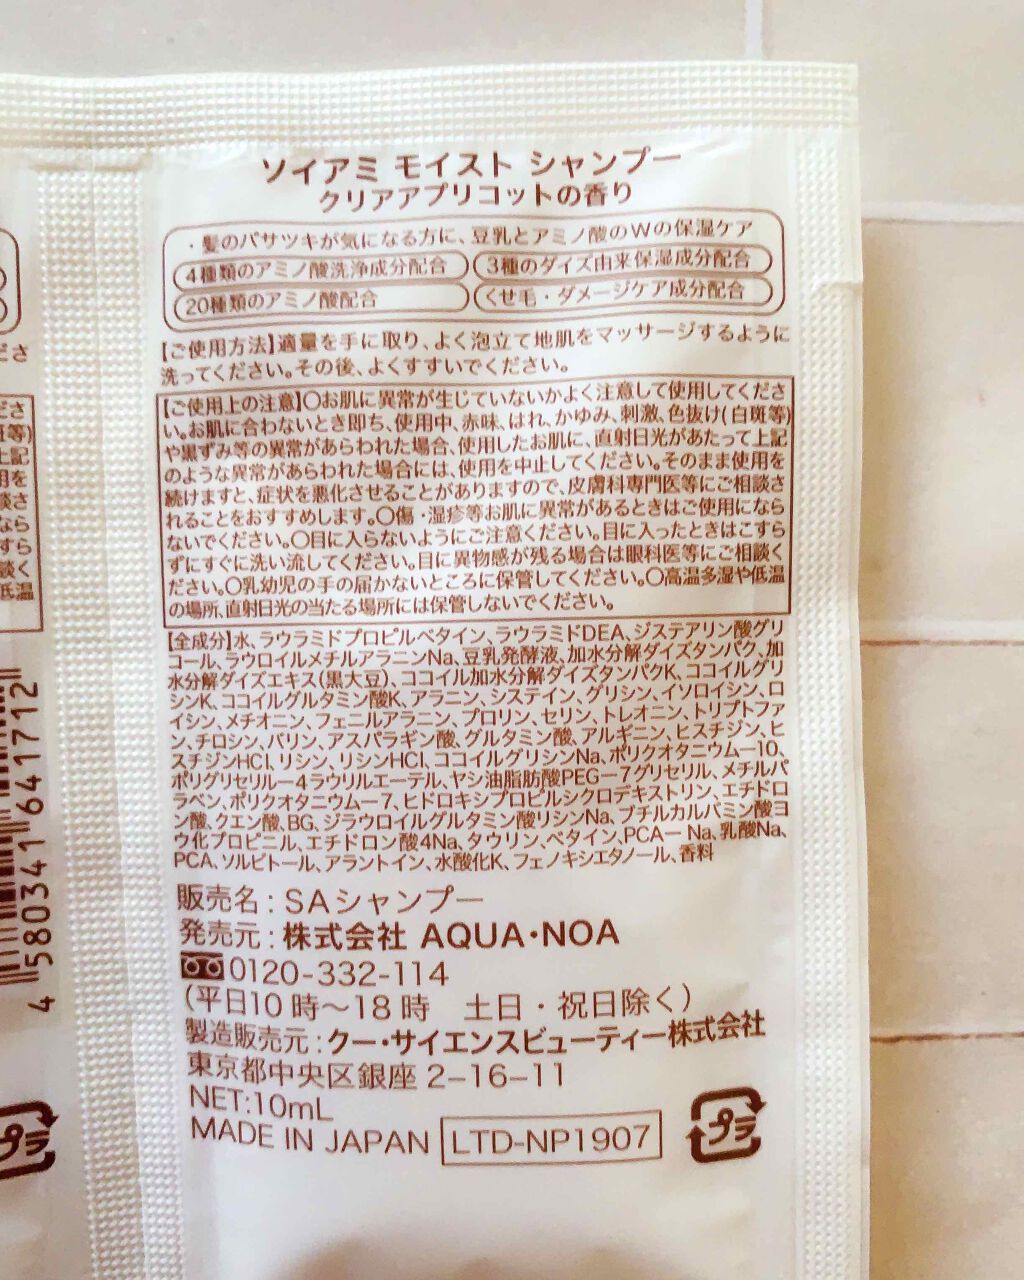 ソイアミ モイスト シャンプー
クリアアプリコットの香り
・髪のパサツキが気になる方に、豆乳とアミノ酸のWの保湿ケア
4種類のアミノ酸洗浄成分配合
3種のダイズ由来保湿成分配合
20種類のアミノ酸配合
くせ毛・ダメージケア成分配合
【ご使用方法】適量を手に取り、よく泡立て地肌をマッサージするように
洗ってください。その後、よくすすいでください。
【ご使用上の注意】〇お肌に異常が生じていないかよく注意して使用してくださ
い。お肌に合わないとき即ち、使用中、赤味、はれ、かゆみ、刺激、色抜け(白斑等)
や黒ずみ等の異常があらわれた場合、使用したお肌に、直射日光があたって上記
のような異常があらわれた場合には、使用を中止してください。そのまま使用を
続けますと、症状を悪化させることがありますので、皮膚科専門医等にご相談さ
れることをおすすめします。〇傷・湿疹等お肌に異常があるときはご使用になら
ないでください。〇目に入らないようにご注意ください。目に入ったときはこすら
ずにすぐに洗い流してください。目に異物感が残る場合は眼科医等にご相談く
ださい。〇乳幼児の手の届かないところに保管してください。〇高温多湿や低温
の場所、直射日光の当たる場所には保管しないでください。
【全成分】水、ラウラミドプロピルベタイン、ラウラミドDEA、ジステアリン酸グリ
コール、ラウロイルメチルアラニンNa、豆乳発酵液、加水分解ダイズタンパク、加
水分解ダイズエキス(黒大豆)、ココイル加水分解ダイズタンパクK、ココイルグリ
シンK、ココイルグルタミン酸K、アラニン、システイン、グリシン、イソロイシン、ロ
イシン、メチオニン、フェニルアラニン、プロリン、セリン、トレオニン、トリプトファ
ン、チロシン、バリン、アスパラギン酸、グルタミン酸、アルギニン、ヒスチジン、ヒ
スチジンHCl、リシン、リシンHCl、ココイルグリシンNa、ポリクオタニウムー10、
ポリグリセリルー4ラウリルエーテル、ヤシ油脂肪酸PEGー7グリセリル、メチルパ
ラベン、ポリクオタニウムー7、ヒドロキシプロピルシクロデキストリン、エチドロ
ン酸、クエン酸、BG、ジラウロイルグルタミン酸リシンNa、ブチルカルバミン酸ヨ
ウ化プロピニル、エチドロン酸4Na、タウリン、ベタイン、PCAーNa、乳酸Na、
PCA、ソルビトール、アラントイン、水酸化K、フェノキシエタノール、香料
販売名：SAシャンプー
発売元：株式会社 AQUA・NOA
0120-332-114
(平日10時～18時 土日・祝日除く)
製造販売元：クー・サイエンスビューティー株式会社
東京都中央区銀座 2-16-11
NET:10mL
MADE IN JAPAN LTD-NP1907
プラ
4 580341 641712
ださ
ださ
斑等)
上記
用を
談さ
なら
すら
談く
低温
プラ